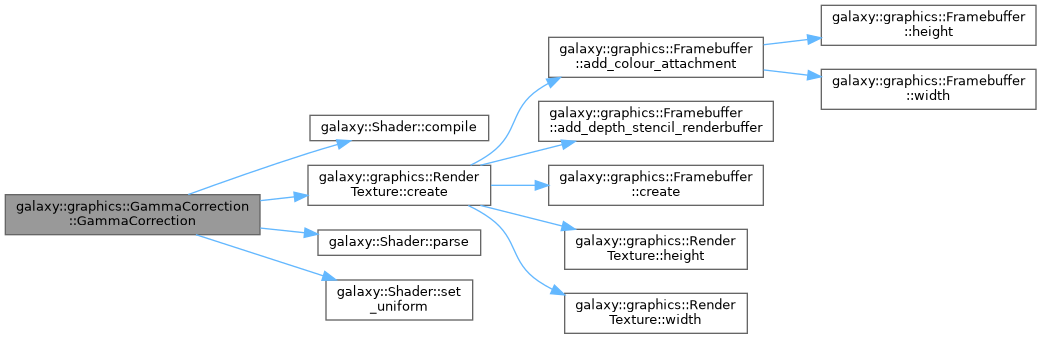 galaxy::graphics::GammaCorrection
::GammaCorrection
galaxy::Shader::compile
galaxy::graphics::Render
Texture::create
galaxy::Shader::parse
galaxy::Shader::set
_uniform
galaxy::graphics::Framebuffer
::add_colour_attachment
galaxy::graphics::Framebuffer
::add_depth_stencil_renderbuffer
galaxy::graphics::Framebuffer
::create
galaxy::graphics::Render
Texture::height
galaxy::graphics::Render
Texture::width
galaxy::graphics::Framebuffer
::height
galaxy::graphics::Framebuffer
::width